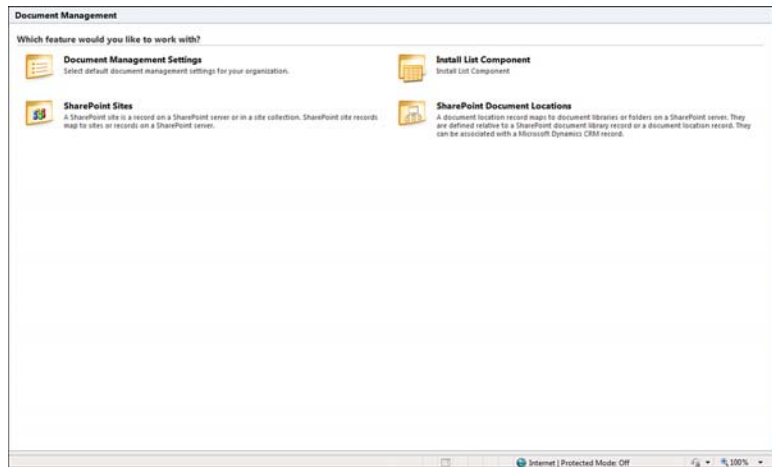 Document Management
Which feature would you like to work with?
Document Management Settings
Select default document management settings for your organization.
Install List Component
Install List Component
SharePoint Sites
A SharePoint site is a record on a SharePoint server or in a site collection. SharePoint site records
map to sites or records on a SharePoint server.
SharePoint Document Locations
A document location record maps to document libraries or folders on a SharePoint server. They
are defined relative to a SharePoint document library record or a document location record. They
can be associated with a Microsoft Dynamics CRM record.
Internet | Protected Mode: Off
100%